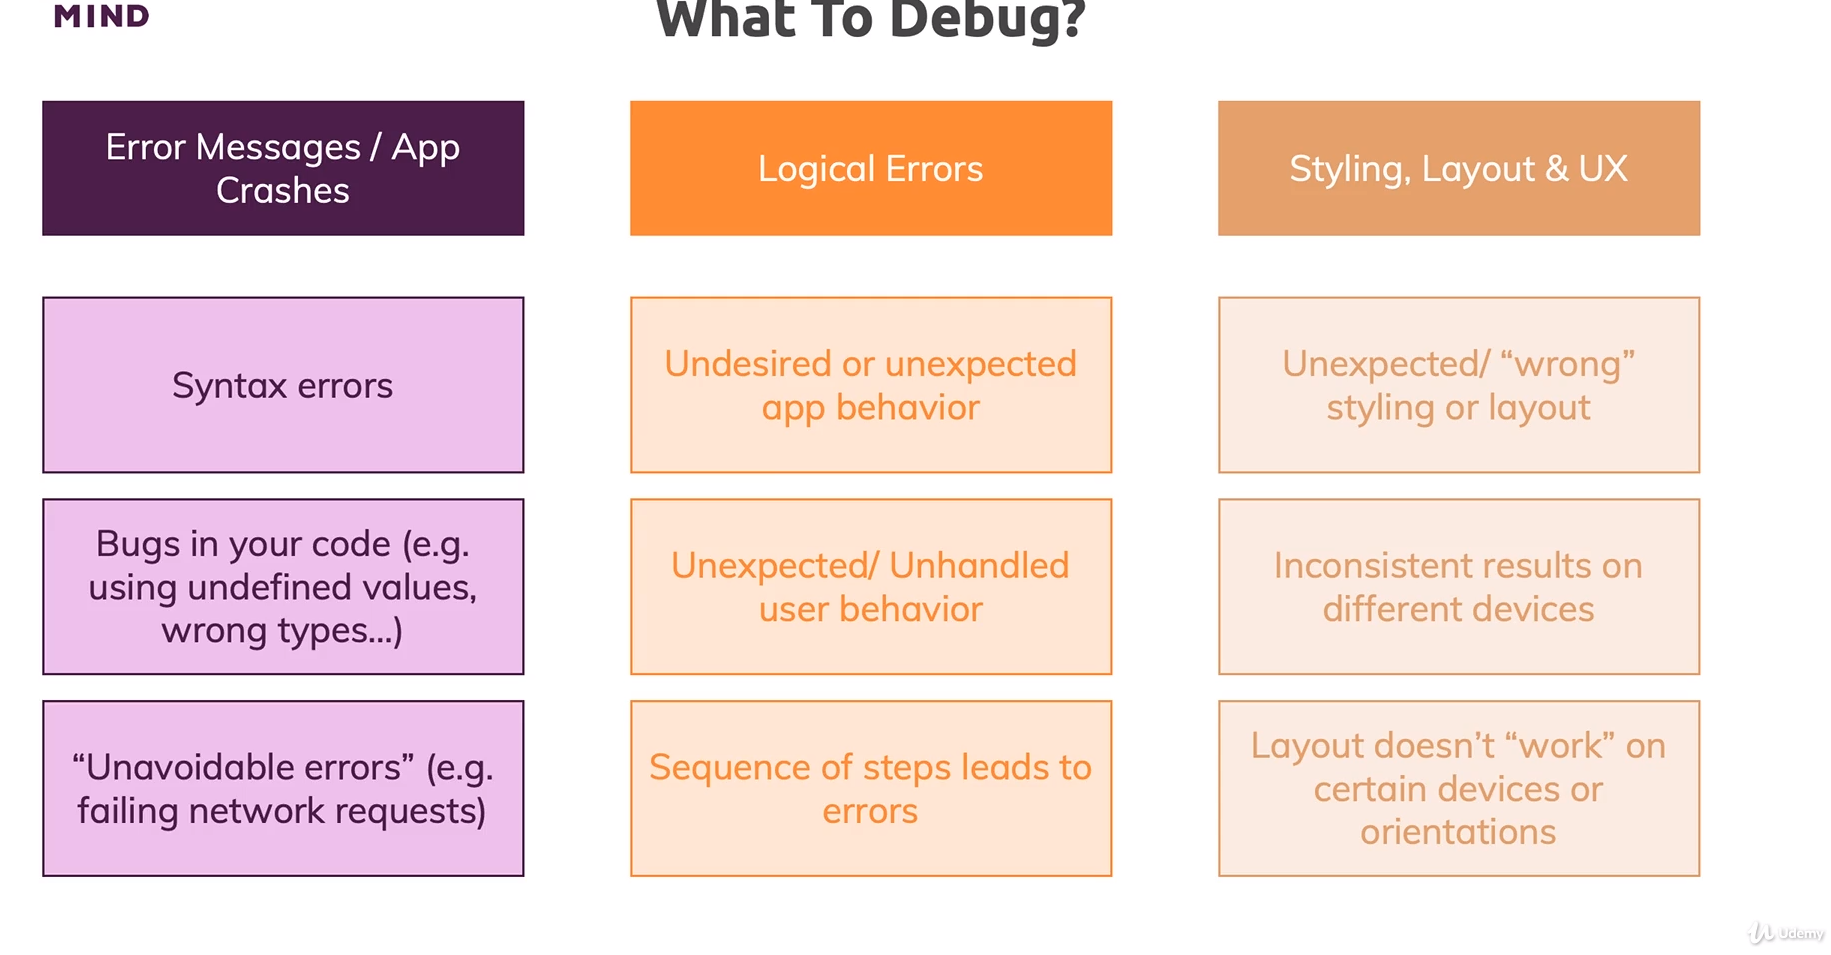 MIND
What To Debug?
Error Messages / App
Crashes
Logical Errors
Styling, Layout & UX
Syntax errors
Undesired or unexpected
app behavior
Unexpected/ “wrong”
styling or layout
Bugs in your code (e.g.
using undefined values,
wrong types...)
Unexpected/ Unhandled
user behavior
Inconsistent results on
different devices
“Unavoidable errors” (e.g.
failing network requests)
Sequence of steps leads to
errors
Layout doesn’t “work” on
certain devices or
orientations
Udemy